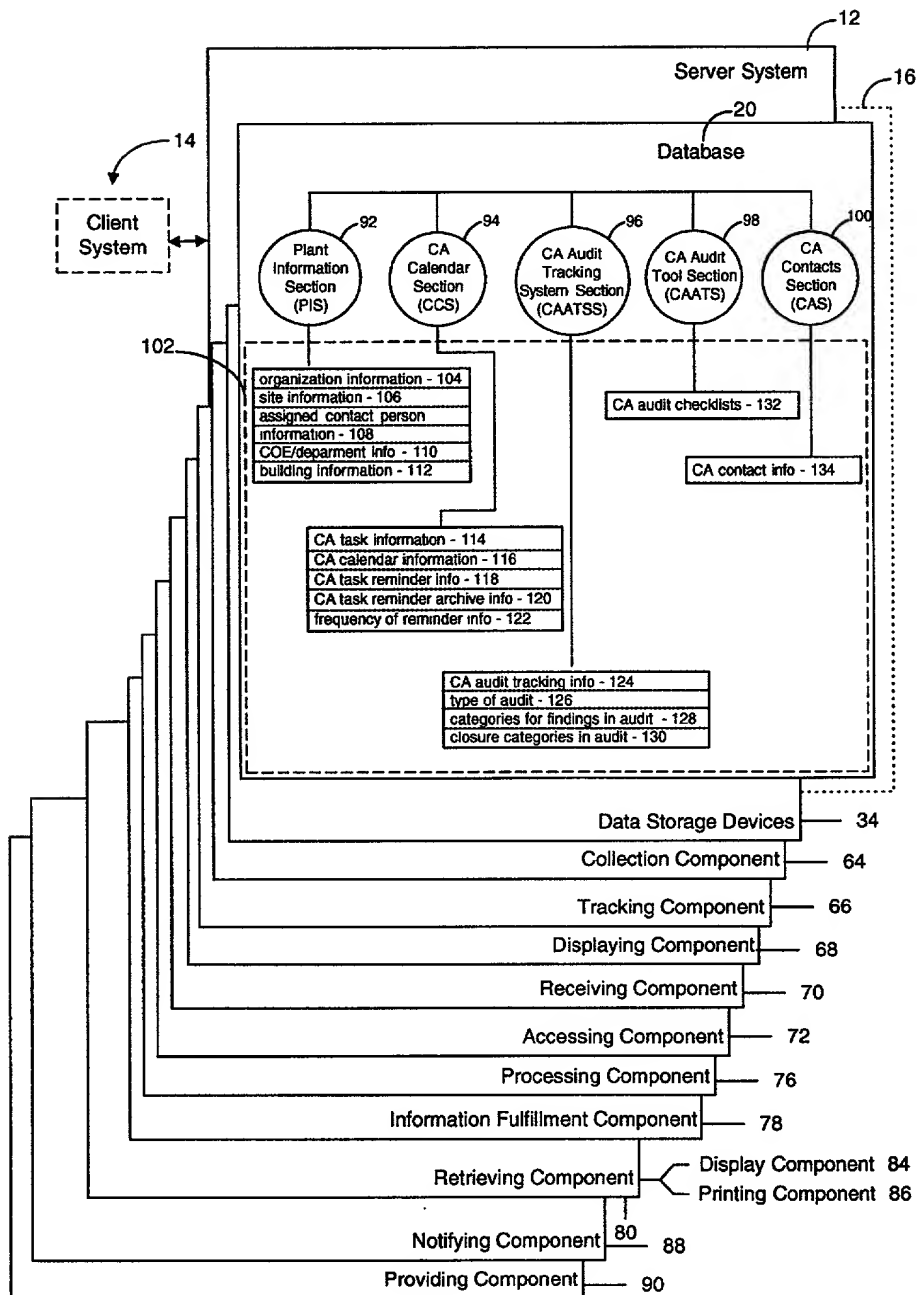 12
Server System
16
20
Database
14
Client
System
92
Plant
Information
Section
(PIS)
94
CA
Calendar
Section
(CCS)
96
CA Audit
Tracking
System Section
(CAATSS)
98
CA Audit
Tool Section
(CAATS)
100
CA
Contacts
Section
(CAS)
102
organization information - 104
site information - 106
assigned contact person
information - 108
COE/deparment info - 110
building information - 112
CA audit checklists - 132
CA contact info - 134
CA task information - 114
CA calendar information - 116
CA task reminder info - 118
CA task reminder archive info - 120
frequency of reminder info - 122
CA audit tracking info - 124
type of audit - 126
categories for findings in audit - 128
closure categories in audit - 130
Data Storage Devices 34
Collection Component 64
Tracking Component 66
Displaying Component 68
Receiving Component 70
Accessing Component 72
Processing Component 76
Information Fulfillment Component 78
Retrieving Component
Display Component 84
Printing Component 86
80
Notifying Component 88
Providing Component 90